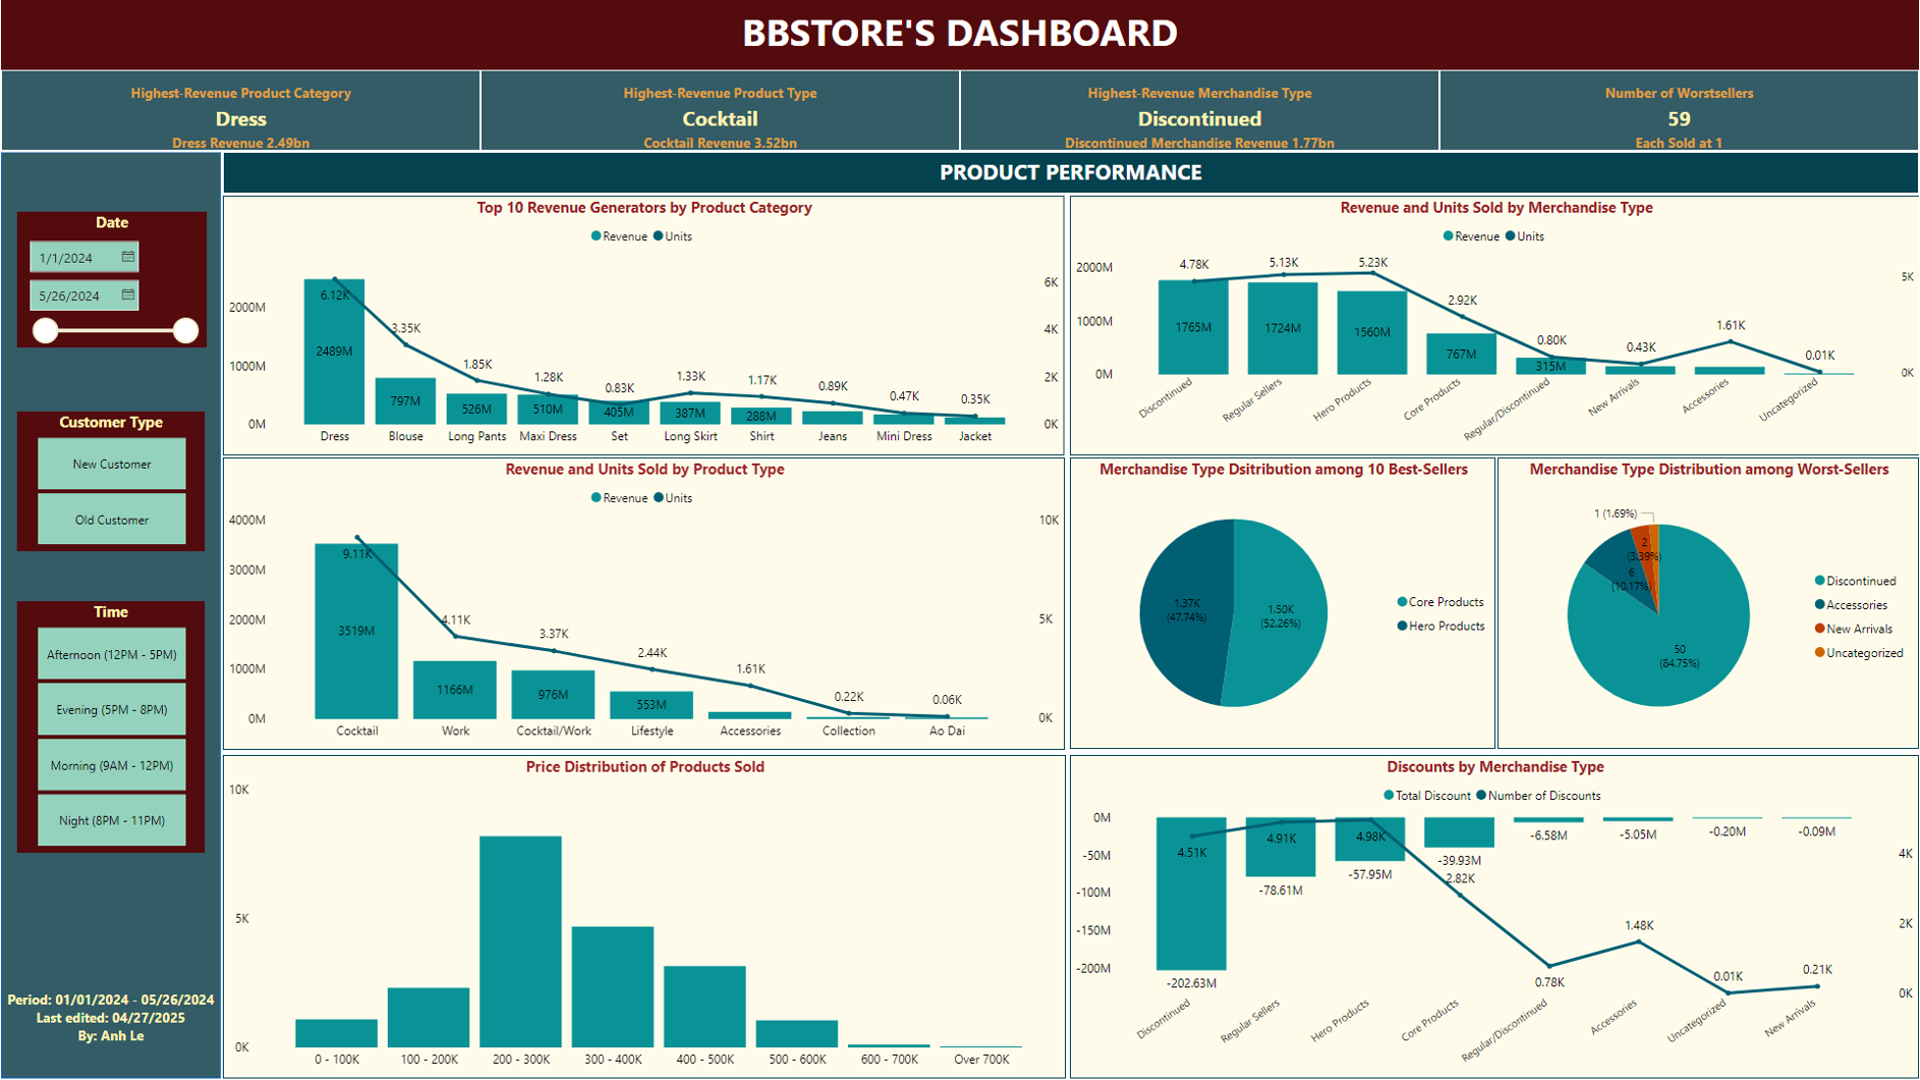 BBSTORE'S DASHBOARD
Highest-Revenue Product Category
Dress
Dress Revenue 2.49bn
Highest-Revenue Product Type
Cocktail
Cocktail Revenue 3.52bn
Highest-Revenue Merchandise Type
Discontinued
Discontinued Merchandise Revenue 1.77bn
Number of Worstsellers
59
Each Sold at 1
Date
1/1/2024
5/26/2024
Customer Type
New Customer
Old Customer
Time
Afternoon (12PM - 5PM)
Evening (5PM - 8PM)
Morning (9AM - 12PM)
Night (8PM - 11PM)
Period: 01/01/2024 - 05/26/2024
Last edited: 04/27/2025
By: Anh Le
PRODUCT PERFORMANCE
Top 10 Revenue Generators by Product Category
Revenue Units
2000M
1000M
0M
6K
4K
2K
0K
6.12K
3.35K
1.85K
1.28K
0.83K
1.33K
1.17K
0.89K
0.47K
0.35K
2489M
797M
526M
510M
405M
387M
288M
Dress
Blouse
Long Pants
Maxi Dress
Set
Long Skirt
Shirt
Jeans
Mini Dress
Jacket
Revenue and Units Sold by Merchandise Type
Revenue Units
2000M
1000M
0M
5K
0K
4.78K
5.13K
5.23K
2.92K
0.80K
0.43K
1.61K
0.01K
1765M
1724M
1560M
767M
315M
Discontinued
Regular Sellers
Hero Products
Core Products
Regular/Discontinued
New Arrivals
Accessories
Uncategorized
Revenue and Units Sold by Product Type
Revenue Units
4000M
3000M
2000M
1000M
0M
10K
5K
0K
9.11K
4.11K
3.37K
2.44K
1.61K
0.22K
0.06K
3519M
1166M
976M
553M
Cocktail
Work
Cocktail/Work
Lifestyle
Accessories
Collection
Ao Dai
Merchandise Type Dsitribution among 10 Best-Sellers
1.37K
(47.74%)
1.50K
(52.26%)
Core Products
Hero Products
Merchandise Type Distribution among Worst-Sellers
1 (1.69%)
2
(3.39%)
6
(10.17%)
50
(84.75%)
Discontinued
Accessories
New Arrivals
Uncategorized
Price Distribution of Products Sold
10K
5K
0K
0 - 100K
100 - 200K
200 - 300K
300 - 400K
400 - 500K
500 - 600K
600 - 700K
Over 700K
Discounts by Merchandise Type
Total Discount Number of Discounts
0M
-50M
-100M
-150M
-200M
4K
2K
0K
4.51K
4.91K
4.98K
2.82K
0.78K
1.48K
0.01K
0.21K
-202.63M
-78.61M
-57.95M
-39.93M
-6.58M
-5.05M
-0.20M
-0.09M
Discontinued
Regular Sellers
Hero Products
Core Products
Regular/Discontinued
Accessories
Uncategorized
New Arrivals